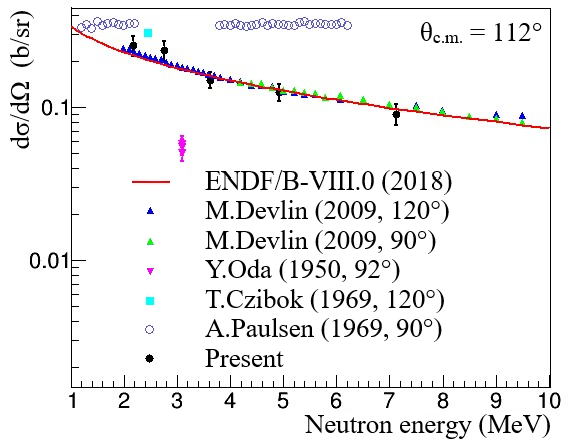 θc.m. = 112°
dσ/dΩ (b/sr)
0.1
0.01
ENDF/B-VIII.0 (2018)
M.Devlin (2009, 120°)
M.Devlin (2009, 90°)
Y.Oda (1950, 92°)
T.Czibok (1969, 120°)
A.Paulsen (1969, 90°)
Present
1 2 3 4 5 6 7 8 9 10
Neutron energy (MeV)